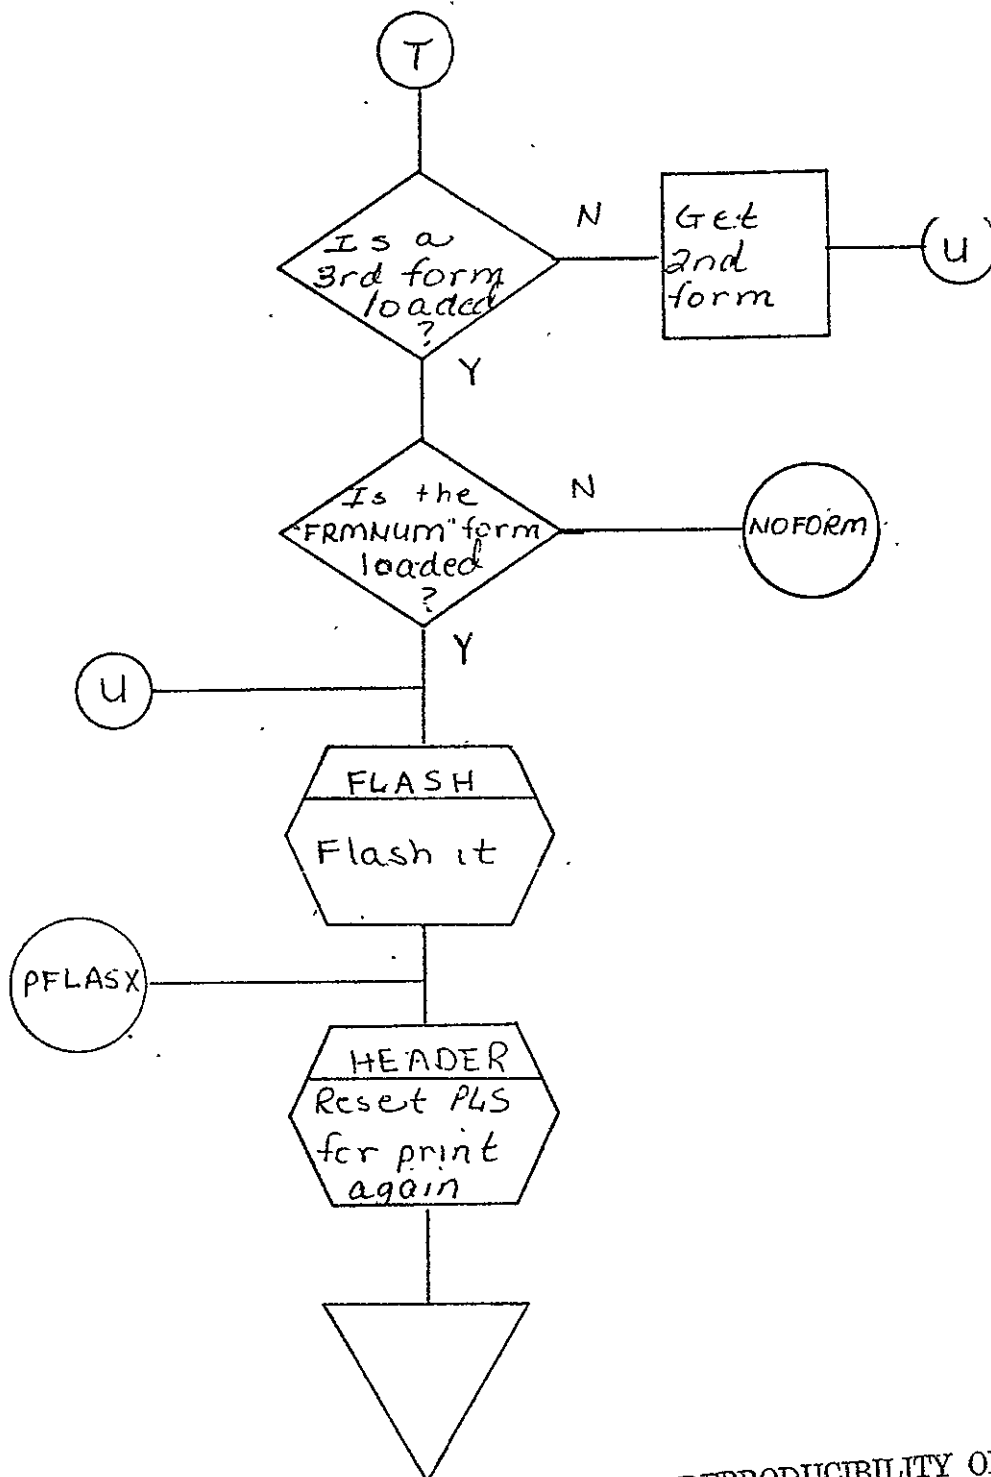 T
Is a
3rd form
loaded
?
N
Get
2nd
form
U
Y
Is the
"FRMNUM" form
loaded
?
N
NOFORM
Y
U
FLASH
Flash it
PFLASX
HEADER
Reset PLS
for print
again
REPRODUCIBILITY